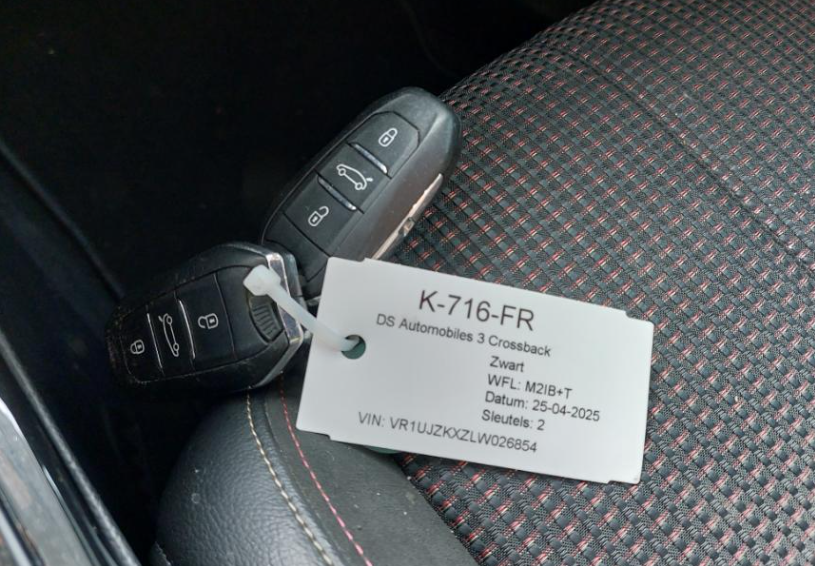 K-716-FR
DS Automobiles 3 Crossback
Zwart
WFL: M2IB+T
Datum: 25-04-2025
Sleutels: 2
VIN: VR1UJZKXZLW026854